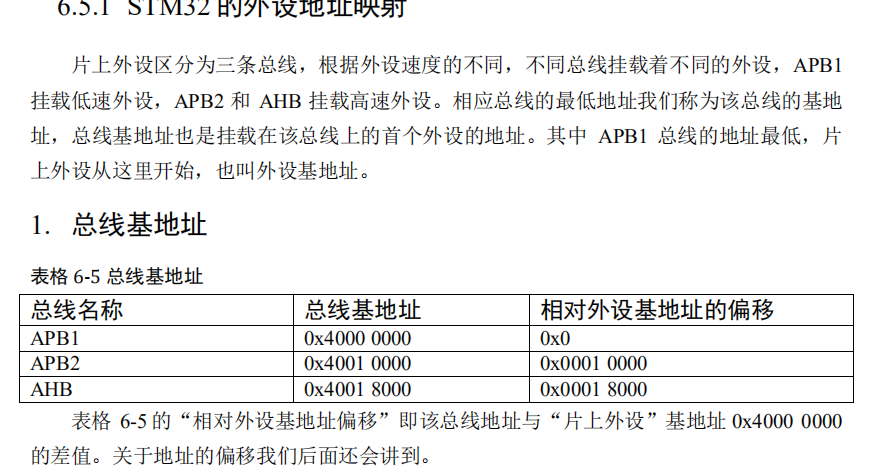 6.5.1 STM32 的外设地址映射
片上外设区分为三条总线，根据外设速度的不同，不同总线挂载着不同的外设，APB1
挂载低速外设，APB2 和 AHB 挂载高速外设。相应总线的最低地址我们称为该总线的基地
址，总线基地址也是挂载在该总线上的首个外设的地址。其中 APB1 总线的地址最低，片
上外设从这里开始，也叫外设基地址。
1. 总线基地址
表格 6-5 总线基地址
总线名称 总线基地址 相对外设基地址的偏移
APB1 0x4000 0000 0x0
APB2 0x4001 0000 0x0001 0000
AHB 0x4001 8000 0x0001 8000
表格 6-5 的“相对外设基地址偏移”即该总线地址与“片上外设”基地址 0x4000 0000
的差值。关于地址的偏移我们后面还会讲到。